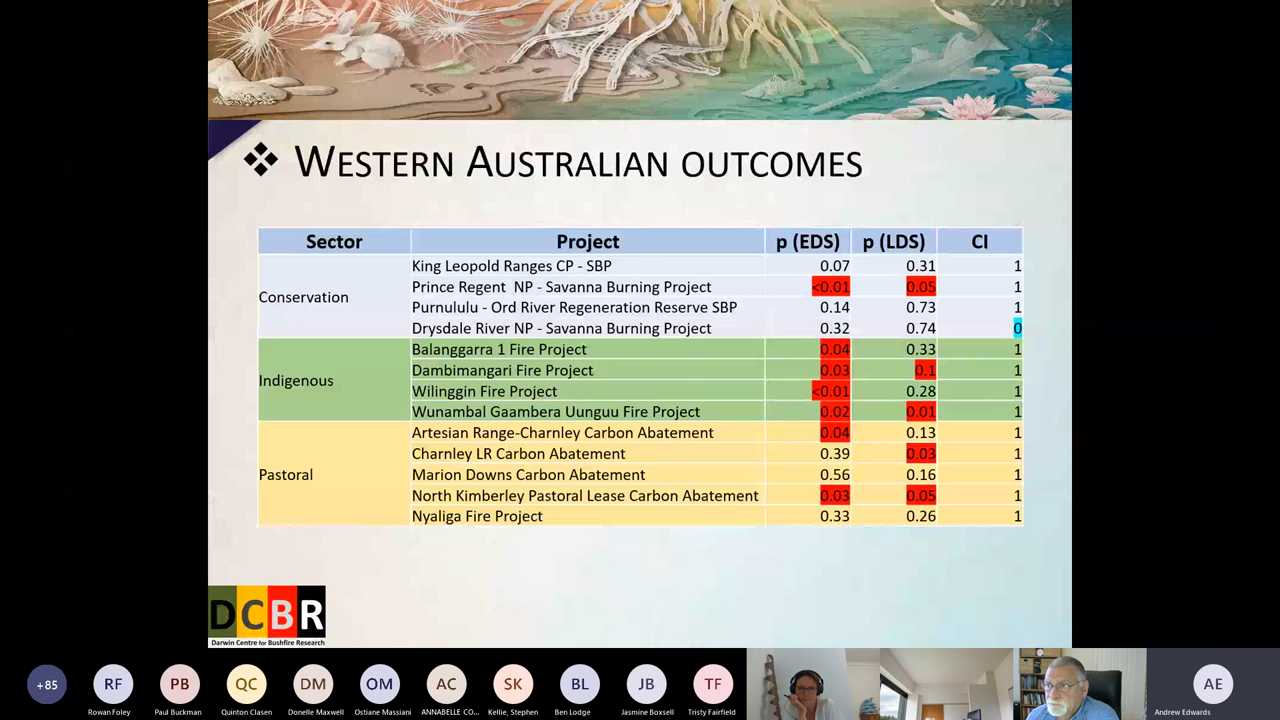 ❖ WESTERN AUSTRALIAN OUTCOMES
Sector Project p (EDS) p (LDS) CI
Conservation
King Leopold Ranges CP - SBP 0.07 0.31 1
Prince Regent NP - Savanna Burning Project <0.01 0.05 1
Purnululu - Ord River Regeneration Reserve SBP 0.14 0.73 1
Drysdale River NP - Savanna Burning Project 0.32 0.74 0
Indigenous
Balanggarra 1 Fire Project 0.04 0.33 1
Dambimangari Fire Project 0.03 0.1 1
Wilinggin Fire Project <0.01 0.28 1
Wunambal Gaambera Uunguu Fire Project 0.02 0.01 1
Pastoral
Artesian Range-Charnley Carbon Abatement 0.04 0.13 1
Charnley LR Carbon Abatement 0.39 0.03 1
Marion Downs Carbon Abatement 0.56 0.16 1
North Kimberley Pastoral Lease Carbon Abatement 0.03 0.05 1
Nyaliga Fire Project 0.33 0.26 1
DCBR
Darwin Centre for Bushfire Research
+85 RF PB QC DM OM AC SK BL JB TF AE
Rowan Foley Paul Buckman Quinton Clasen Donelle Maxwell Ostiane Massiani ANNABELLE CO... Kellie, Stephen Ben Lodge Jasmine Boxsell Tristy Fairfield Andrew Edwards